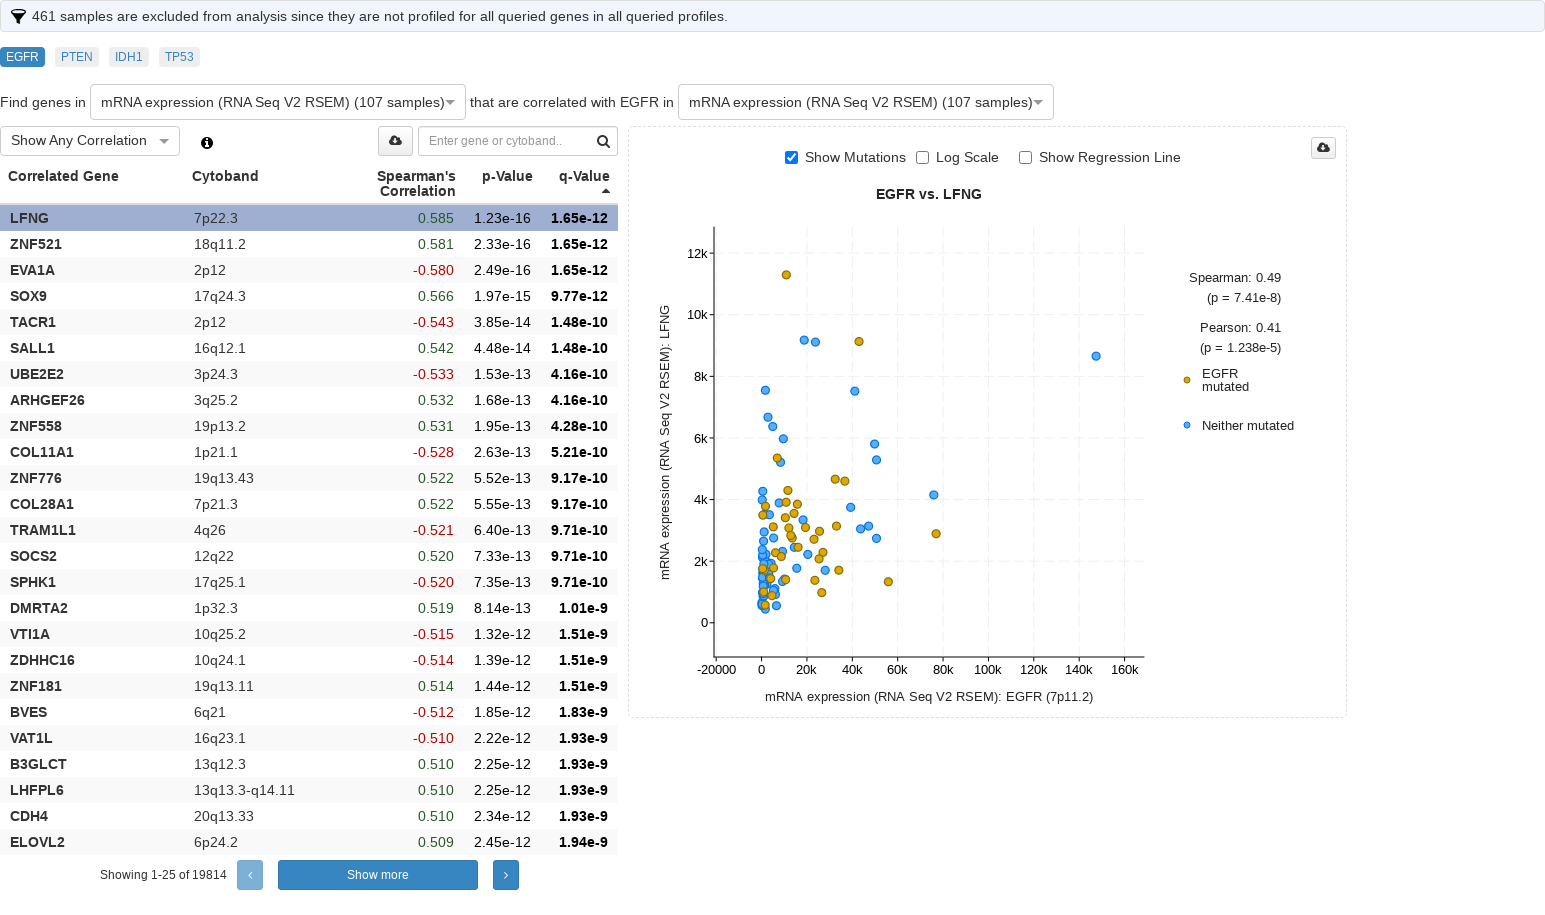 461 samples are excluded from analysis since they are not profiled for all queried genes in all queried profiles.
EGFR PTEN IDH1 TP53
Find genes in mRNA expression (RNA Seq V2 RSEM) (107 samples) that are correlated with EGFR in mRNA expression (RNA Seq V2 RSEM) (107 samples)
Show Any Correlation Enter gene or cytoband..
Correlated Gene Cytoband Spearman's Correlation p-Value q-Value
LFNG 7p22.3 0.585 1.23e-16 1.65e-12
ZNF521 18q11.2 0.581 2.33e-16 1.65e-12
EVA1A 2p12 -0.580 2.49e-16 1.65e-12
SOX9 17q24.3 0.566 1.97e-15 9.77e-12
TACR1 2p12 -0.543 3.85e-14 1.48e-10
SALL1 16q12.1 0.542 4.48e-14 1.48e-10
UBE2E2 3p24.3 -0.533 1.53e-13 4.16e-10
ARHGEF26 3q25.2 0.532 1.68e-13 4.16e-10
ZNF558 19p13.2 0.531 1.95e-13 4.28e-10
COL11A1 1p21.1 -0.528 2.63e-13 5.21e-10
ZNF776 19q13.43 0.522 5.52e-13 9.17e-10
COL28A1 7p21.3 0.522 5.55e-13 9.17e-10
TRAM1L1 4q26 -0.521 6.40e-13 9.71e-10
SOCS2 12q22 0.520 7.33e-13 9.71e-10
SPHK1 17q25.1 -0.520 7.35e-13 9.71e-10
DMRTA2 1p32.3 0.519 8.14e-13 1.01e-9
VTI1A 10q25.2 -0.515 1.32e-12 1.51e-9
ZDHHC16 10q24.1 -0.514 1.39e-12 1.51e-9
ZNF181 19q13.11 0.514 1.44e-12 1.51e-9
BVES 6q21 -0.512 1.85e-12 1.83e-9
VAT1L 16q23.1 -0.510 2.22e-12 1.93e-9
B3GLCT 13q12.3 0.510 2.25e-12 1.93e-9
LHFPL6 13q13.3-q14.11 0.510 2.25e-12 1.93e-9
CDH4 20q13.33 0.510 2.34e-12 1.93e-9
ELOVL2 6p24.2 0.509 2.45e-12 1.94e-9
Showing 1-25 of 19814 Show more
Show Mutations Log Scale Show Regression Line
EGFR vs. LFNG
mRNA expression (RNA Seq V2 RSEM): LFNG
12k
10k
8k
6k
4k
2k
0
-20000 0 20k 40k 60k 80k 100k 120k 140k 160k
mRNA expression (RNA Seq V2 RSEM): EGFR (7p11.2)
Spearman: 0.49
(p = 7.41e-8)
Pearson: 0.41
(p = 1.238e-5)
EGFR
mutated
Neither mutated